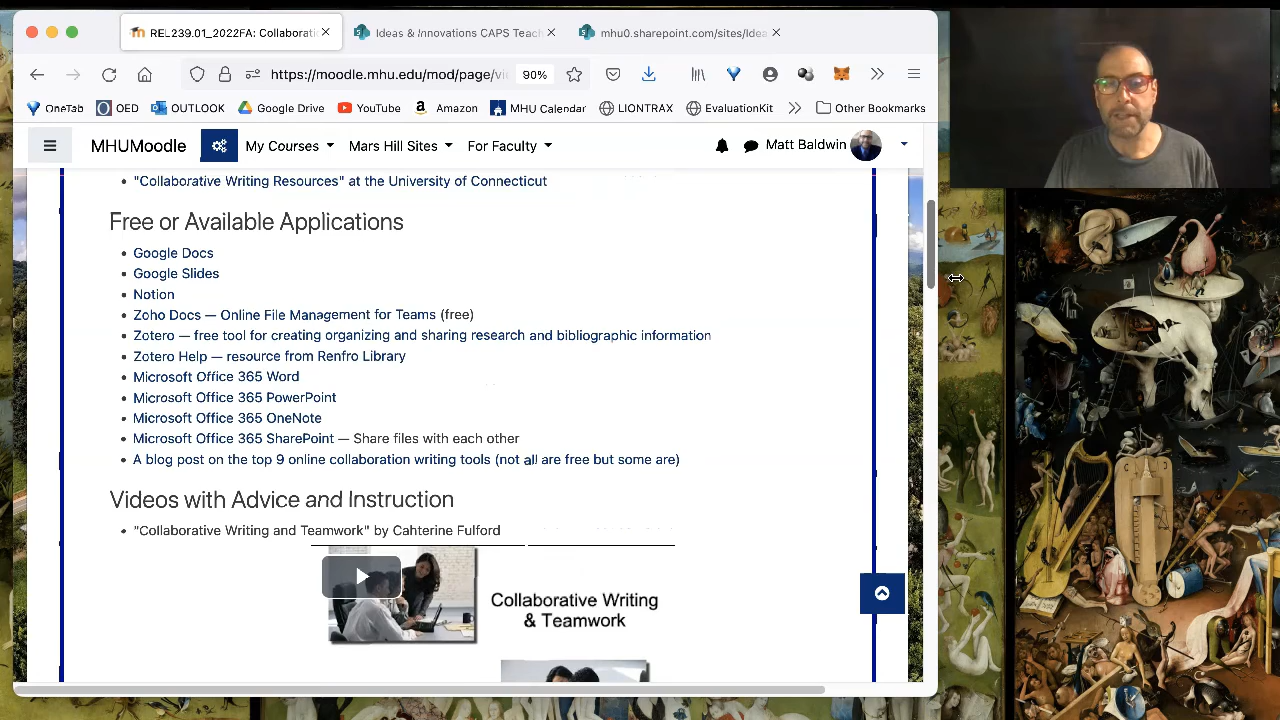 REL239.01_2022FA: Collaborati
Ideas & Innovations CAPS Teach
mhu0.sharepoint.com/sites/Idea
https://moodle.mhu.edu/mod/page/vi
90%
OneTab
OED
OUTLOOK
Google Drive
YouTube
Amazon
MHU Calendar
LIONTRAX
EvaluationKit
Other Bookmarks
MHUMoodle
My Courses
Mars Hill Sites
For Faculty
Matt Baldwin
"Collaborative Writing Resources" at the University of Connecticut
Free or Available Applications
Google Docs
Google Slides
Notion
Zoho Docs — Online File Management for Teams (free)
Zotero — free tool for creating organizing and sharing research and bibliographic information
Zotero Help — resource from Renfro Library
Microsoft Office 365 Word
Microsoft Office 365 PowerPoint
Microsoft Office 365 OneNote
Microsoft Office 365 SharePoint — Share files with each other
A blog post on the top 9 online collaboration writing tools (not all are free but some are)
Videos with Advice and Instruction
"Collaborative Writing and Teamwork" by Cahterine Fulford
Collaborative Writing
& Teamwork